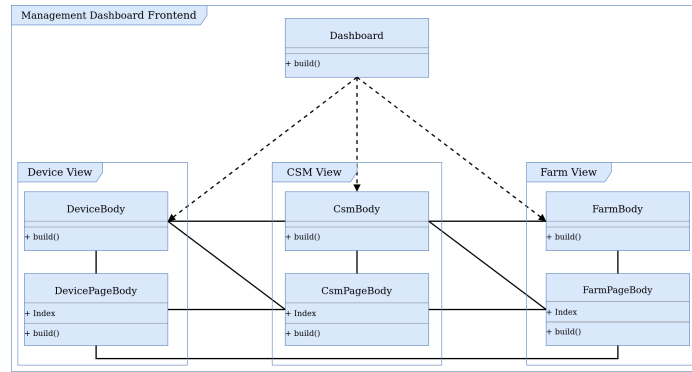 Management Dashboard Frontend
Dashboard
+ build()
Device View
CSM View
Farm View
DeviceBody
CsmBody
FarmBody
+ build()
+ build()
+ build()
DevicePageBody
CsmPageBody
FarmPageBody
+ Index
+ Index
+ Index
+ build()
+ build()
+ build()